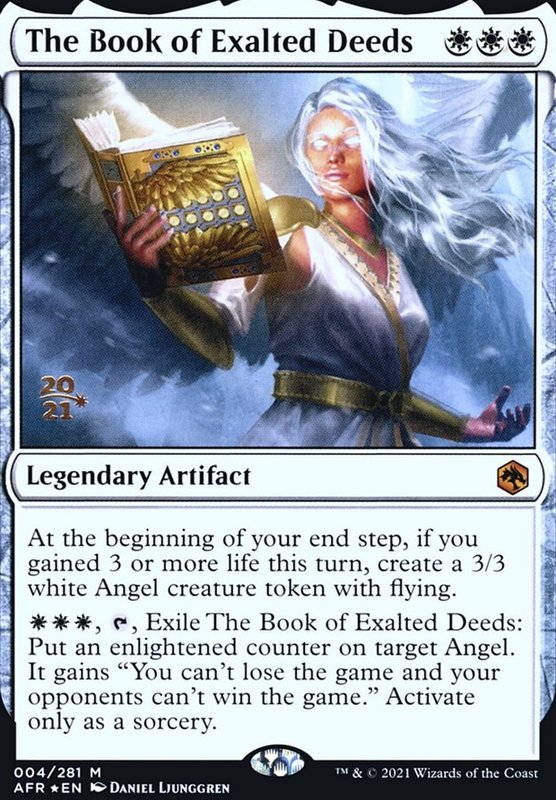 The Book of Exalted Deeds
20
21
Legendary Artifact
At the beginning of your end step, if you
gained 3 or more life this turn, create a 3/3
white Angel creature token with flying.
, , Exile The Book of Exalted Deeds:
Put an enlightened counter on target Angel.
It gains “You can’t lose the game and your
opponents can’t win the game.” Activate
only as a sorcery.
004/281 M
AFR ★ EN Daniel Ljunggren
™ & © 2021 Wizards of the Coast